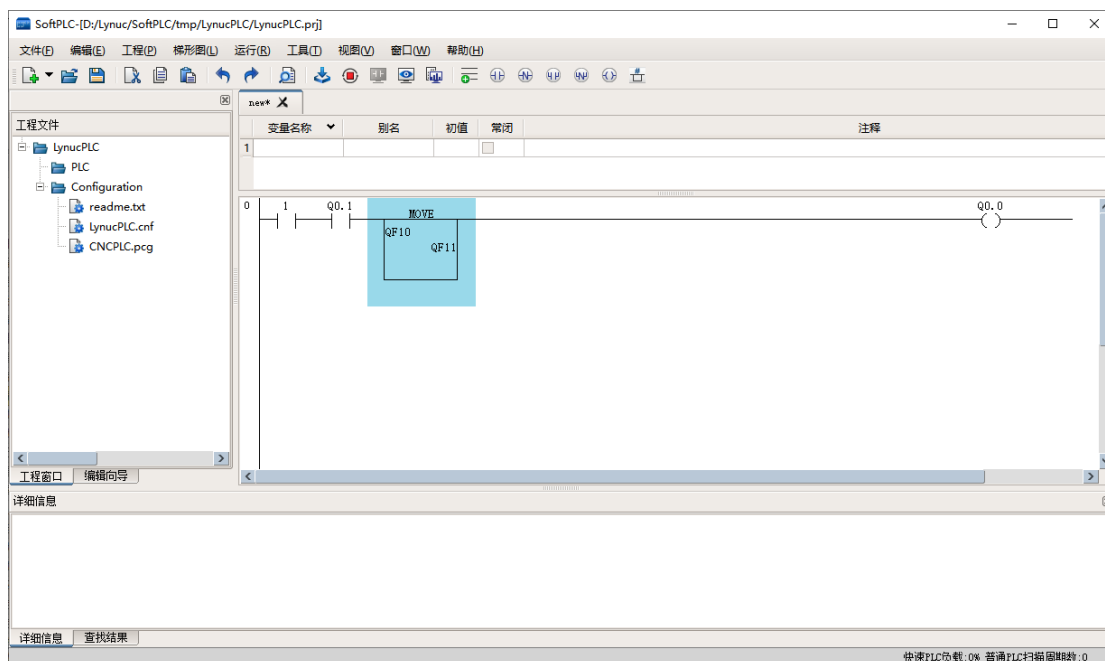 SoftPLC-[D:/Lynuc/SoftPLC/tmp/LynucPLC/LynucPLC.prj]
文件(F) 编辑(E) 工程(P) 梯形图(L) 运行(R) 工具(T) 视图(V) 窗口(W) 帮助(H)
new*
工程文件
变量名称 别名 初值 常闭 注释
1
LynucPLC
PLC
Configuration
readme.txt
LynucPLC.cnf
CNCPLC.pcg
0 1 Q0.1 MOVE Q0.0
QF10
QF11
工程窗口 编辑向导
详细信息
详细信息 查找结果
快速PLC负载:0% 普通PLC扫描周期数:0